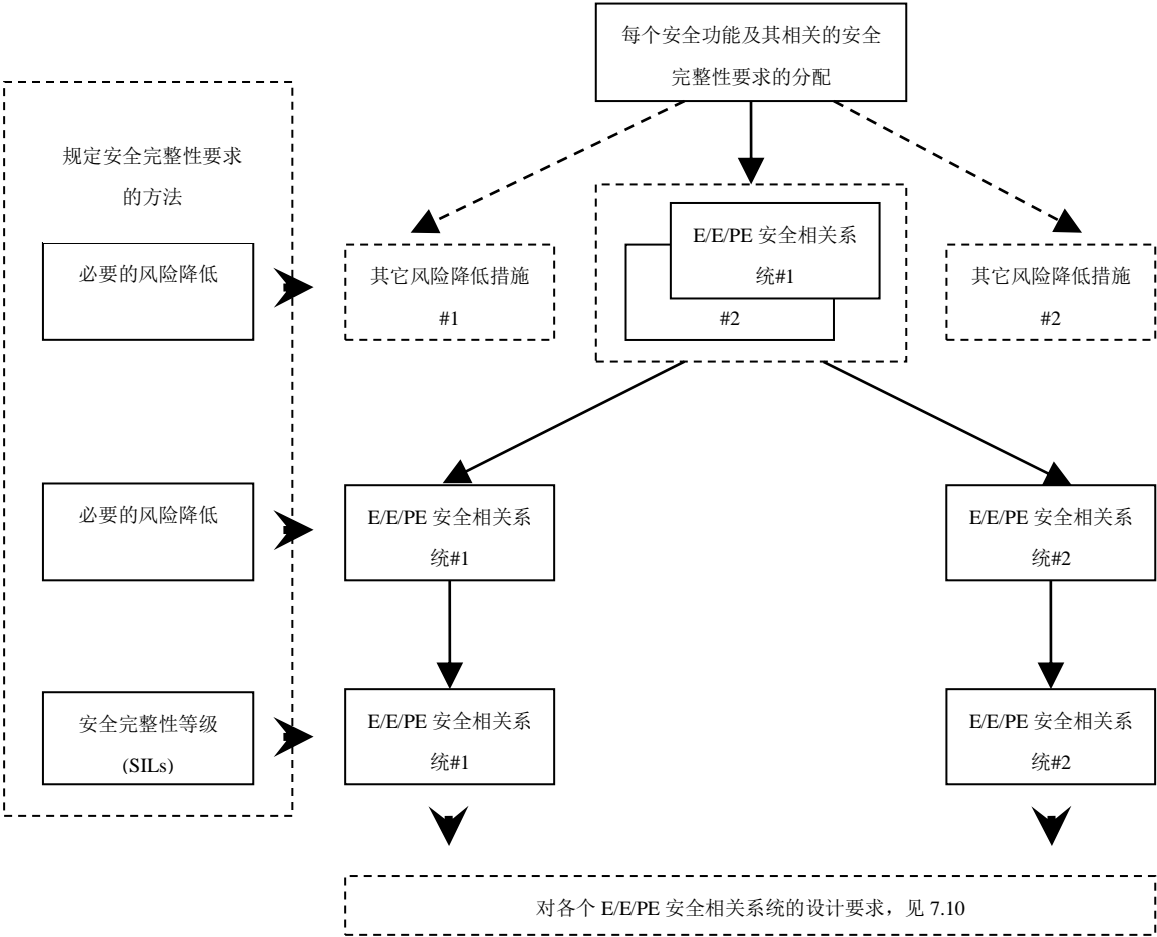 每个安全功能及其相关的安全
完整性要求的分配
规定安全完整性要求
的方法
必要的风险降低
其它风险降低措施
#1
E/E/PE 安全相关系
统#1
#2
其它风险降低措施
#2
必要的风险降低
E/E/PE 安全相关系
统#1
E/E/PE 安全相关系
统#2
安全完整性等级
(SILs)
E/E/PE 安全相关系
统#1
E/E/PE 安全相关系
统#2
对各个 E/E/PE 安全相关系统的设计要求，见 7.10